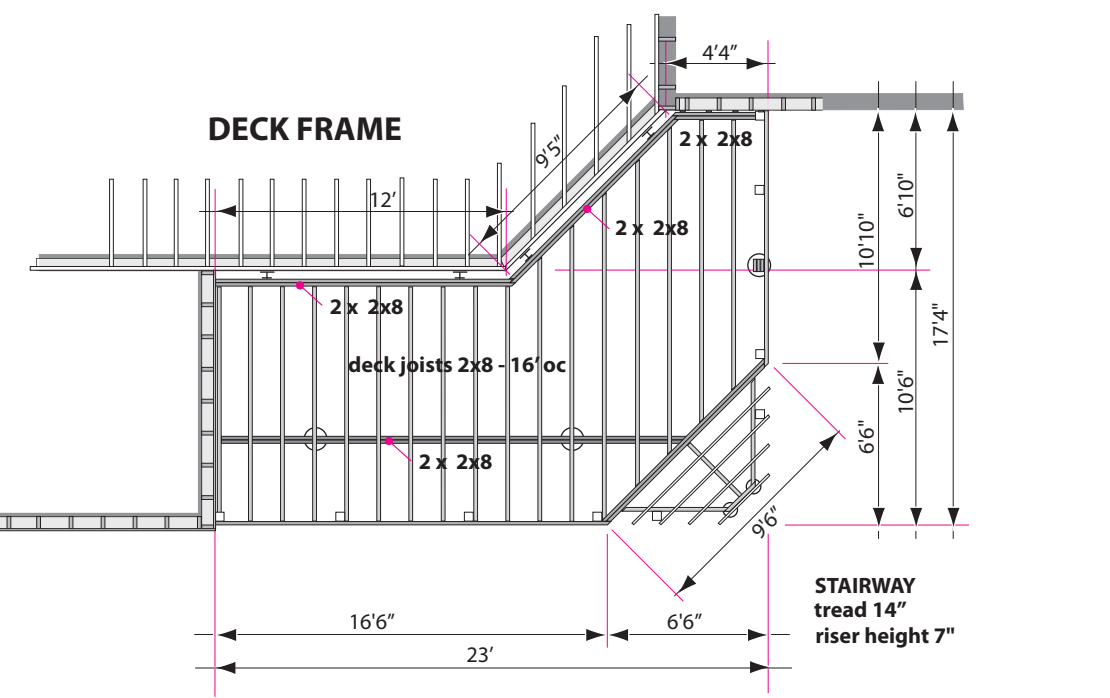 4′4″
DECK FRAME
2 x 2x8
9′5″
12′
6'10"
10'10"
2 x 2x8
2 x 2x8
17'4"
deck joists 2x8 - 16′ oc
10'6"
6'6"
2 x 2x8
9′6″
STAIRWAY
tread 14″
riser height 7"
16'6″
6'6″
23′